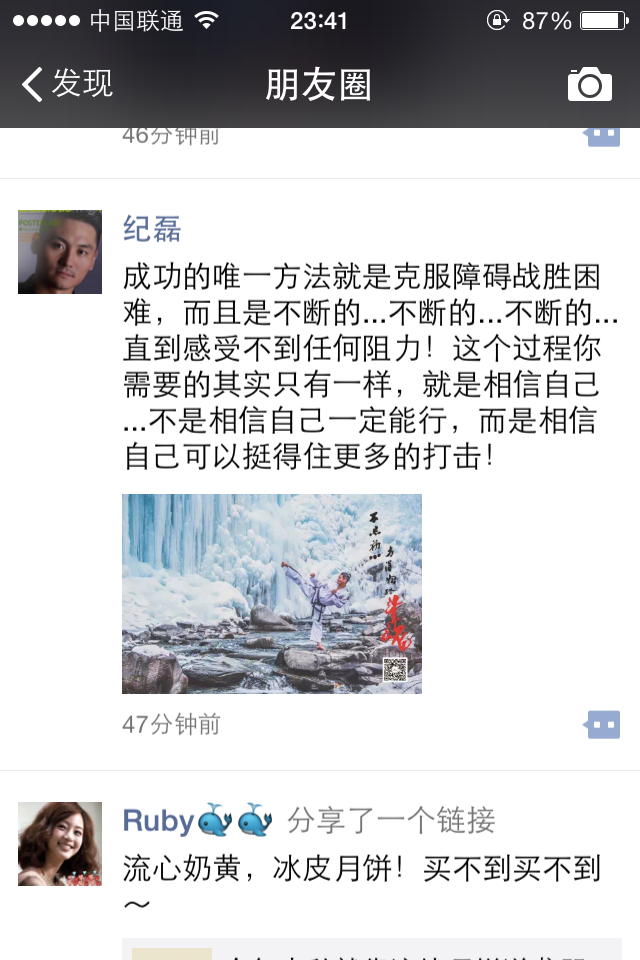 中国联通 23:41 87%
发现 朋友圈
46分钟前
纪磊
成功的唯一方法就是克服障碍战胜困
难，而且是不断的...不断的...不断的...
直到感受不到任何阻力！这个过程你
需要的其实只有一样，就是相信自己
...不是相信自己一定能行，而是相信
自己可以挺得住更多的打击！
47分钟前
Ruby🐳🐳 分享了一个链接
流心奶黄，冰皮月饼！买不到买不到
～